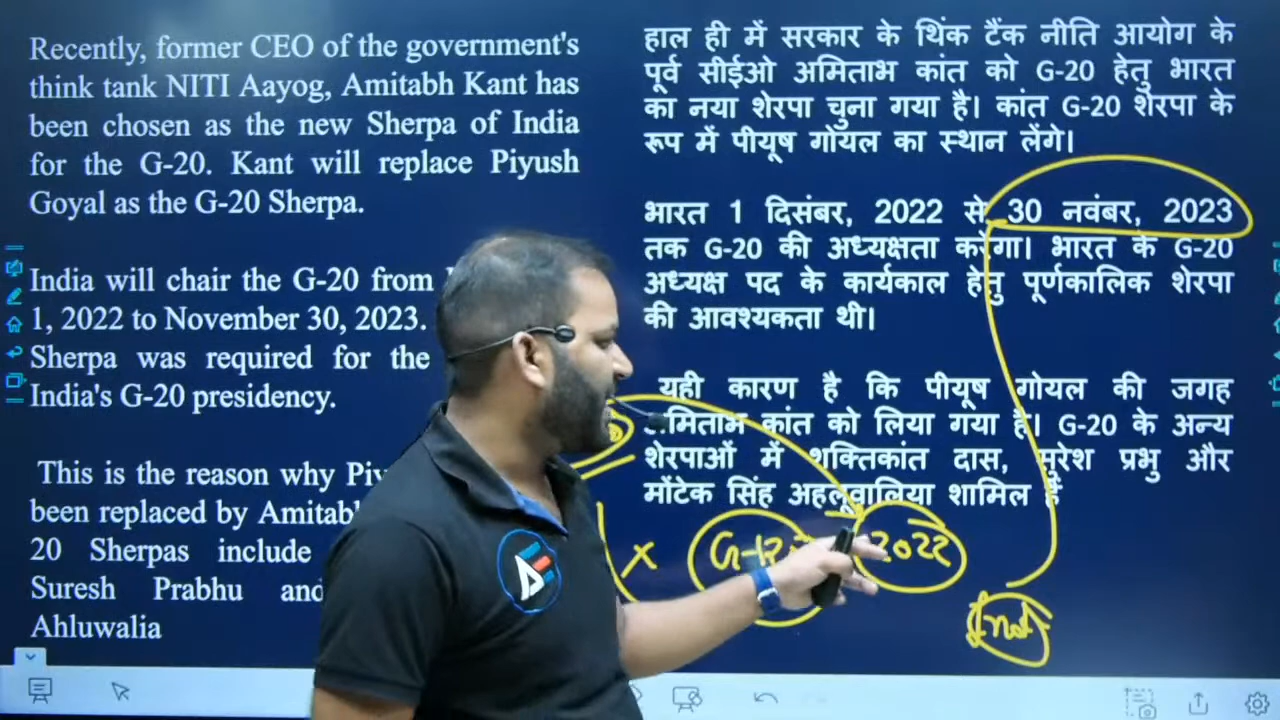 Recently, former CEO of the government's
think tank NITI Aayog, Amitabh Kant has
been chosen as the new Sherpa of India
for the G-20. Kant will replace Piyush
Goyal as the G-20 Sherpa.
India will chair the G-20 from
1, 2022 to November 30, 2023.
Sherpa was required for the
India's G-20 presidency.
This is the reason why
been replaced by
20 Sherpas include
Suresh Prabhu and
Ahluwalia
हाल ही में सरकार के थिंक टैंक नीति आयोग के
पूर्व सीईओ अमिताभ कांत को G-20 हेतु भारत
का नया शेरपा चुना गया है। कांत G-20 शेरपा के
रूप में पीयूष गोयल का स्थान लेंगे।
भारत 1 दिसंबर, 2022 से 30 नवंबर, 2023
तक G-20 की अध्यक्षता करेगा। भारत के G-20
अध्यक्ष पद के कार्यकाल हेतु पूर्णकालिक शेरपा
की आवश्यकता थी।
यही कारण है कि पीयूष गोयल की जगह
अमिताभ कांत को लिया गया है। G-20 के अन्य
शेरपाओं में शक्तिकांत दास, सुरेश प्रभु और
मोंटेक सिंह अहलूवालिया शामिल हैं
2022